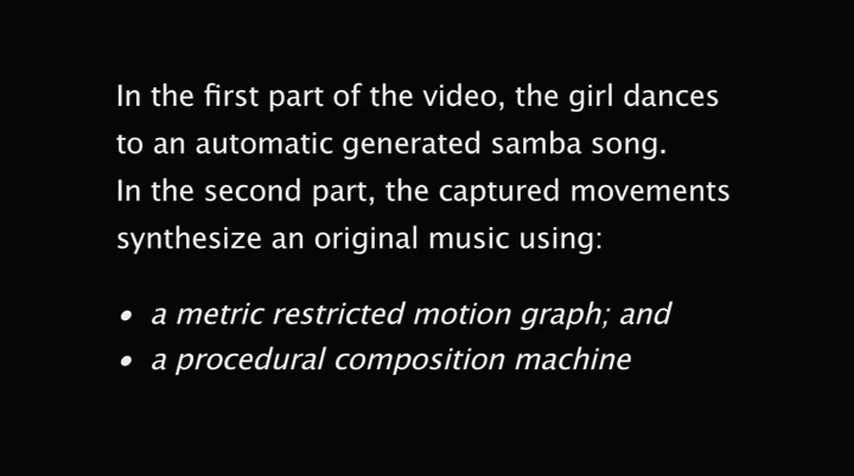 In the first part of the video, the girl dances
to an automatic generated samba song.
In the second part, the captured movements
synthesize an original music using:
• a metric restricted motion graph; and
• a procedural composition machine